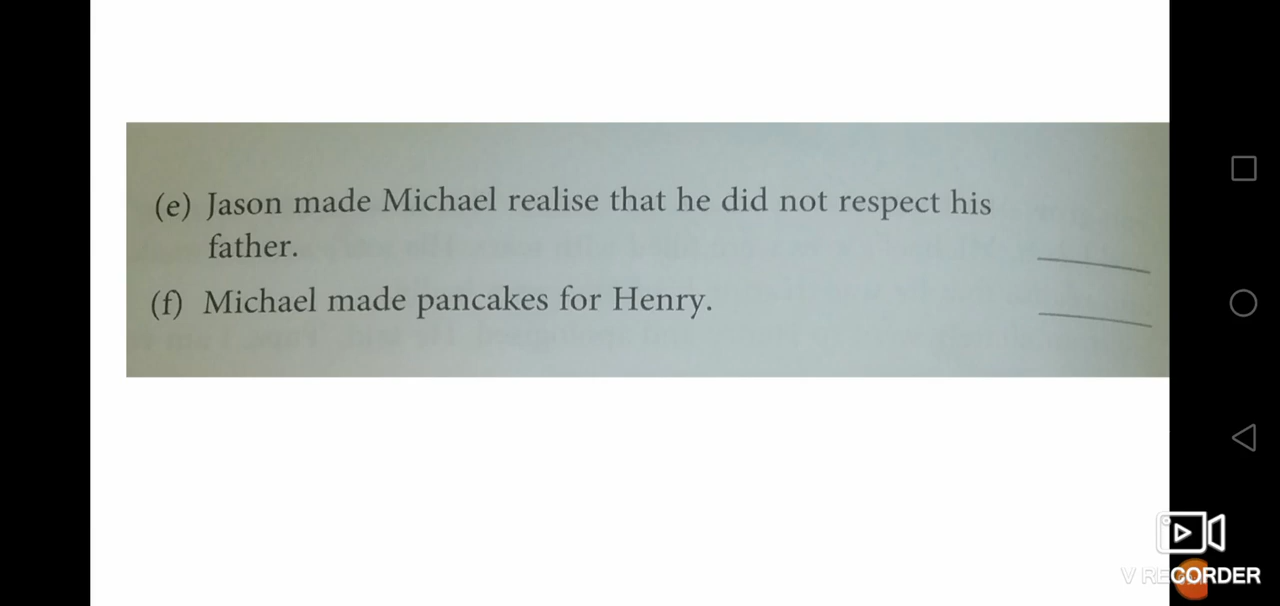 (e) Jason made Michael realise that he did not respect his
father.
(f) Michael made pancakes for Henry.
V RECORDER